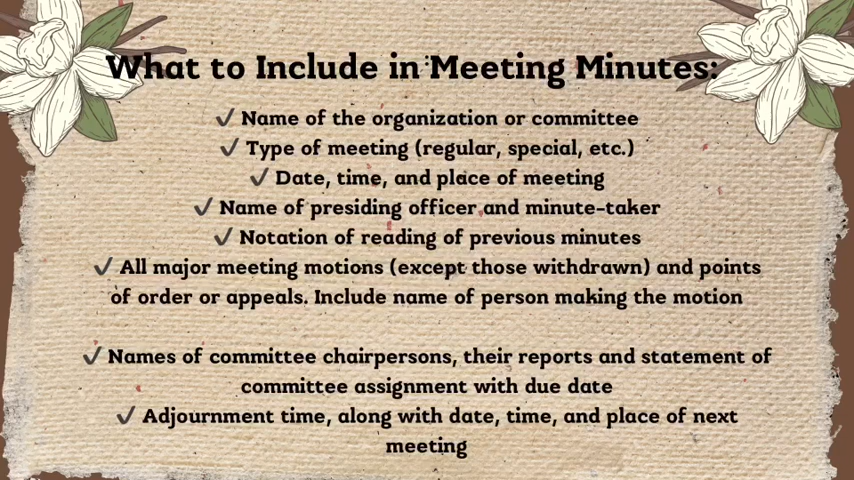 What to Include in Meeting Minutes:
✓ Name of the organization or committee
✓ Type of meeting (regular, special, etc.)
✓ Date, time, and place of meeting
✓ Name of presiding officer and minute-taker
✓ Notation of reading of previous minutes
✓ All major meeting motions (except those withdrawn) and points
of order or appeals. Include name of person making the motion
✓ Names of committee chairpersons, their reports and statement of
committee assignment with due date
✓ Adjournment time, along with date, time, and place of next
meeting